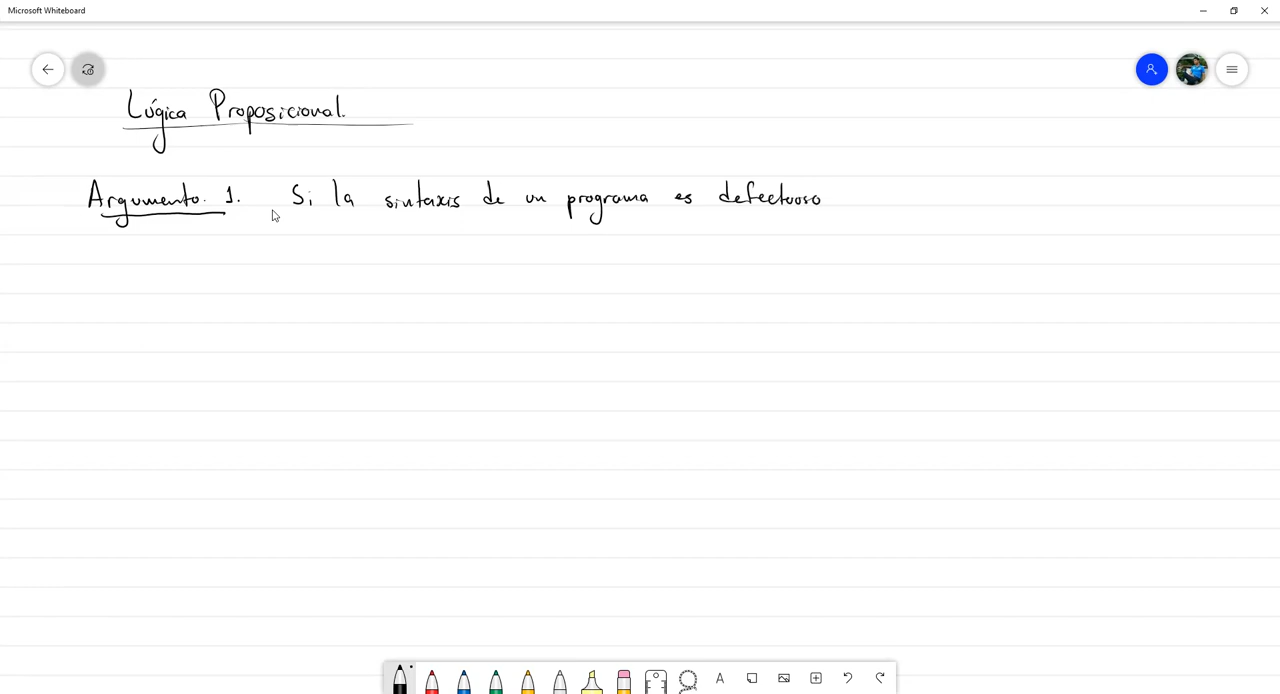 Microsoft Whiteboard
Lógica Proposicional.
Argumento. 1. Si la sintaxis de un programa es defectuoso
A